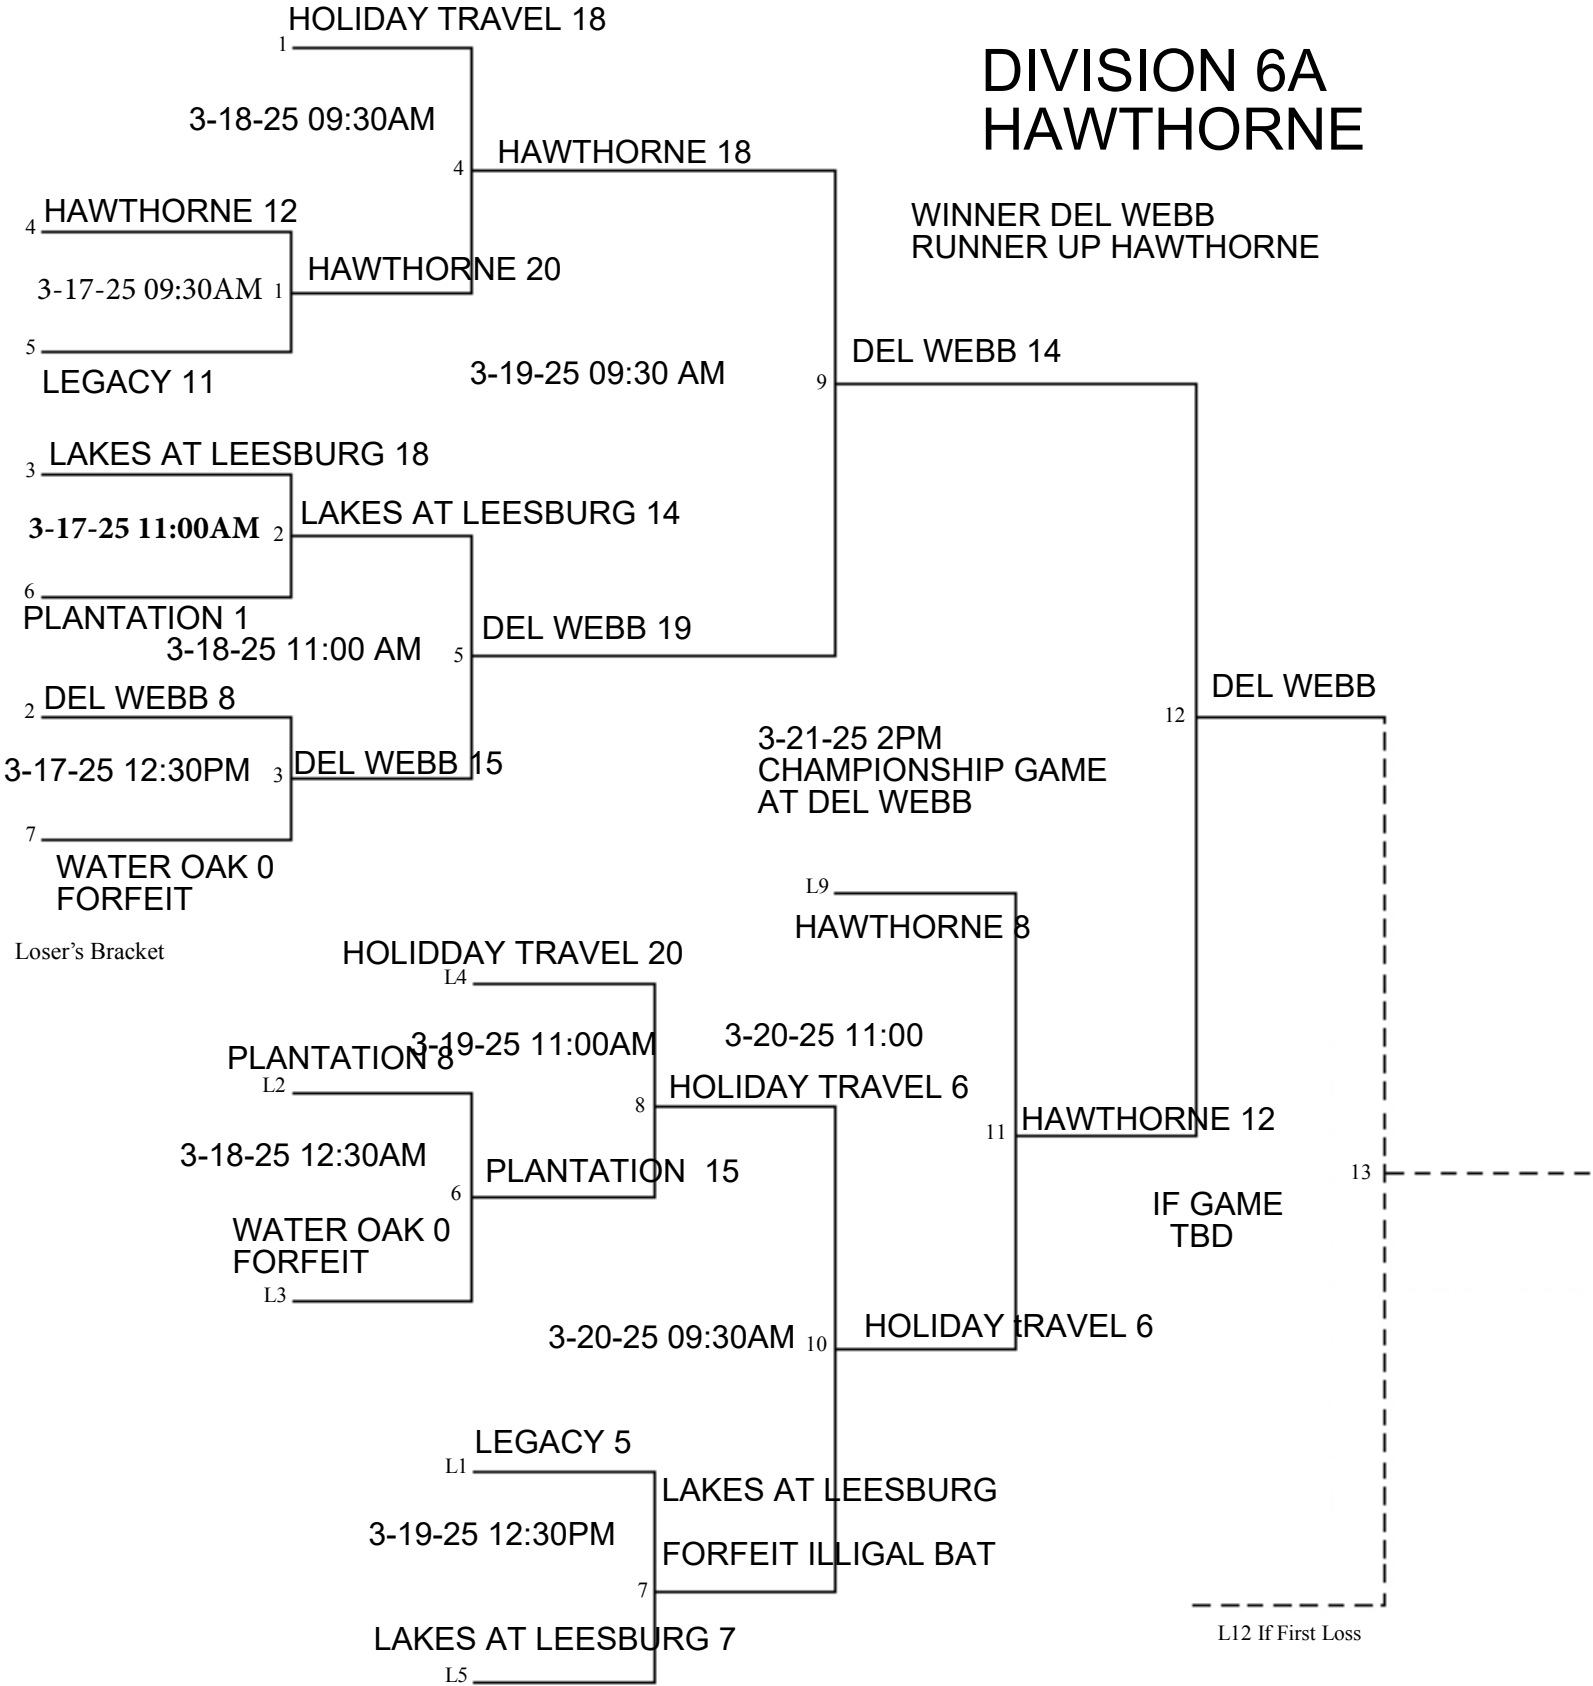 HOLIDAY TRAVEL 18
1
DIVISION 6A
HAWTHORNE
3-18-25 09:30AM
HAWTHORNE 18
4
HAWTHORNE 12
4
WINNER DEL WEBB
RUNNER UP HAWTHORNE
HAWTHORNE 20
3-17-25 09:30AM 1
5
LEGACY 11
DEL WEBB 14
3-19-25 09:30 AM
9
LAKES AT LEESBURG 18
3
LAKES AT LEESBURG 14
3-17-25 11:00AM 2
6
PLANTATION 1
DEL WEBB 19
3-18-25 11:00 AM
5
DEL WEBB 8
2
DEL WEBB
12
3-21-25 2PM
CHAMPIONSHIP GAME
AT DEL WEBB
3-17-25 12:30PM 3
DEL WEBB 15
7
WATER OAK 0
FORFEIT
L9
HAWTHORNE 8
Loser's Bracket
HOLIDDAY TRAVEL 20
L4
3-19-25 11:00AM
3-20-25 11:00
PLANTATION 8
L2
HOLIDAY TRAVEL 6
8
HAWTHORNE 12
11
3-18-25 12:30AM
PLANTATION 15
6
13
IF GAME
TBD
WATER OAK 0
FORFEIT
L3
HOLIDAY tRAVEL 6
3-20-25 09:30AM 10
LEGACY 5
L1
LAKES AT LEESBURG
3-19-25 12:30PM
FORFEIT ILLIGAL BAT
7
LAKES AT LEESBURG 7
L5
L12 If First Loss